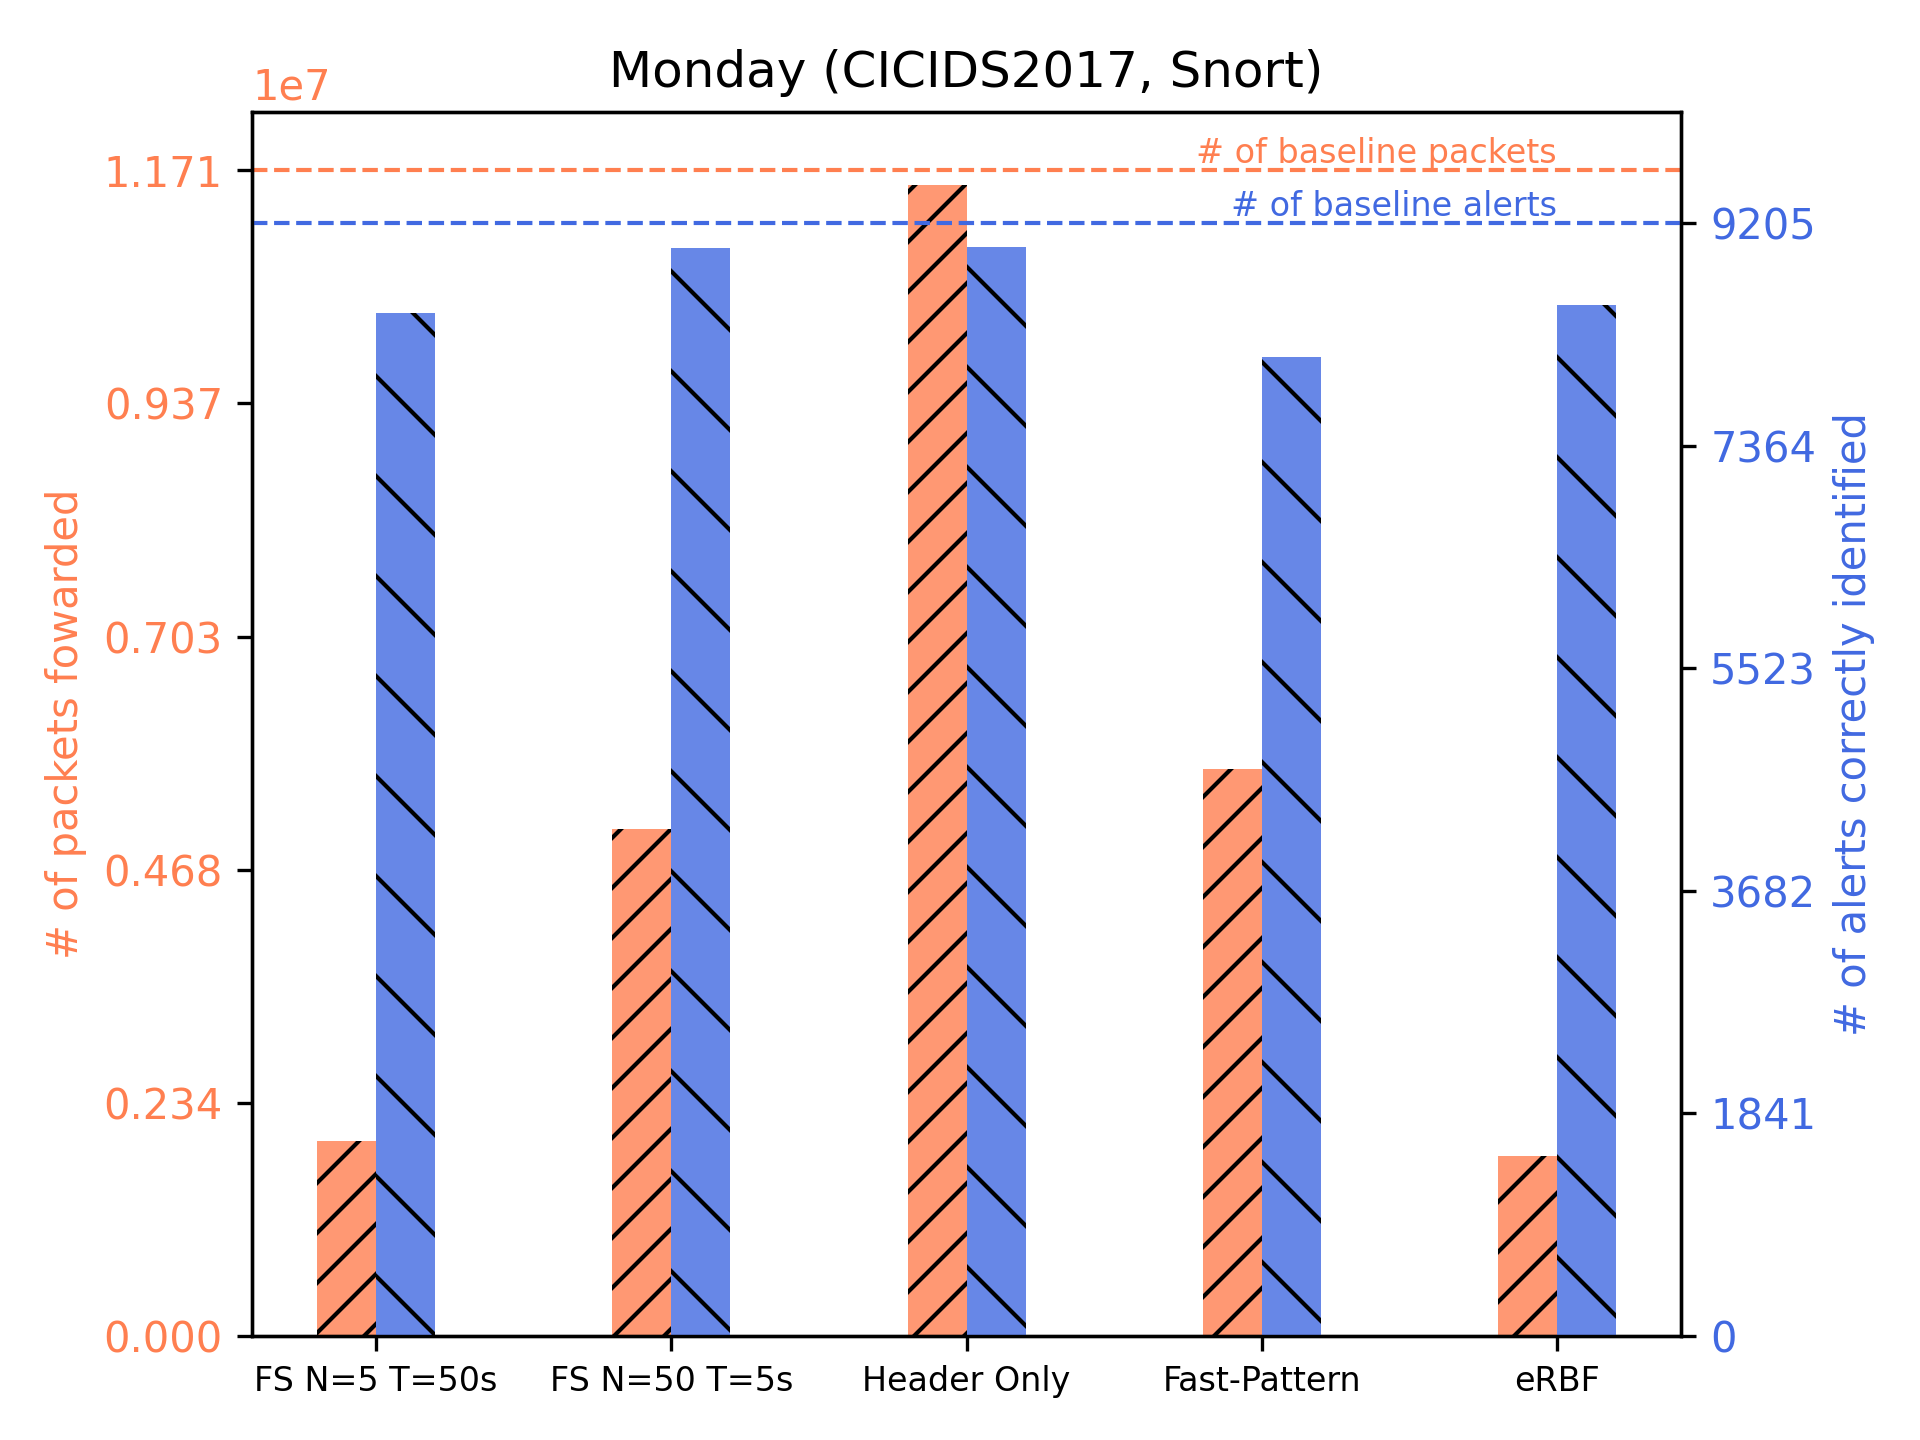 Monday (CICIDS2017, Snort)
1e7
# of baseline packets
# of baseline alerts
1.171
0.937
0.703
0.468
0.234
0.000
# of packets fowarded
9205
7364
5523
3682
1841
0
# of alerts correctly identified
FS N=5 T=50s
FS N=50 T=5s
Header Only
Fast-Pattern
eRBF